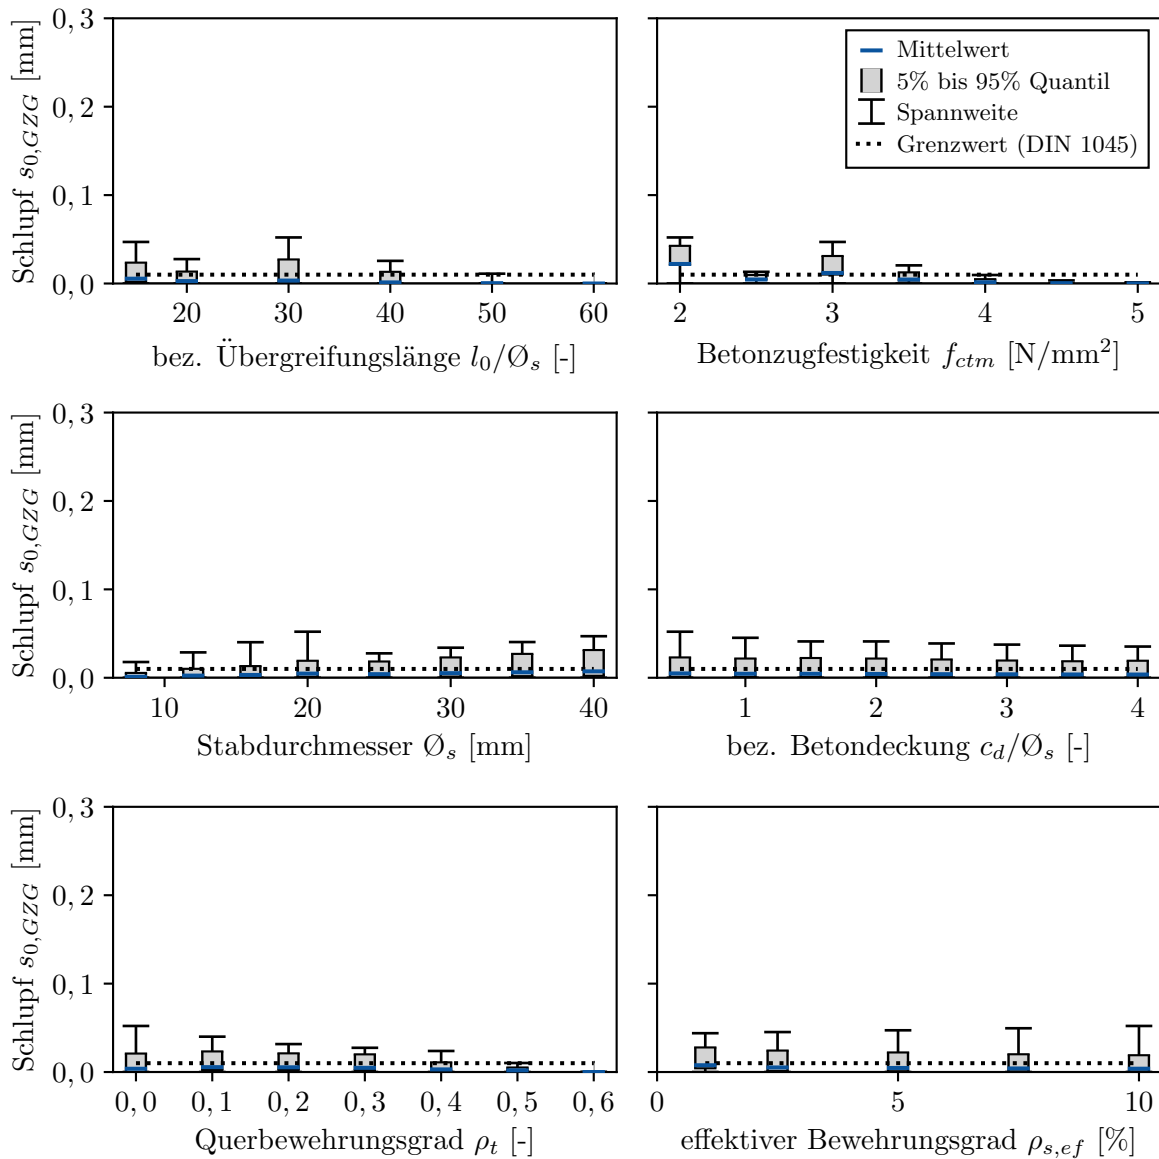 Schlupf s0,GZG [mm]
0,3
0,2
0,1
0,0
20 30 40 50 60
bez. Übergreifungslänge l0/Øs [-]
Mittelwert
5% bis 95% Quantil
Spannweite
Grenzwert (DIN 1045)
2 3 4 5
Betonzugfestigkeit fctm [N/mm²]
Schlupf s0,GZG [mm]
0,3
0,2
0,1
0,0
10 20 30 40
Stabdurchmesser Øs [mm]
1 2 3 4
bez. Betondeckung cd/Øs [-]
Schlupf s0,GZG [mm]
0,3
0,2
0,1
0,0
0,0 0,1 0,2 0,3 0,4 0,5 0,6
Querbewehrungsgrad ρt [-]
0 5 10
effektiver Bewehrungsgrad ρs,ef [%]